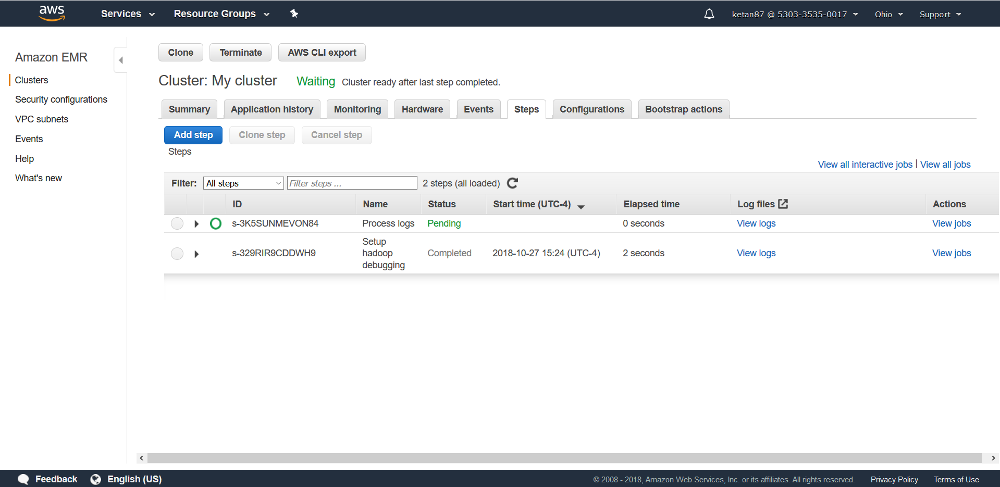 aws Services Resource Groups ketan87 @ 5303-3535-0017 Ohio Support
Amazon EMR
Clusters
Security configurations
VPC subnets
Events
Help
What's new
Clone Terminate AWS CLI export
Cluster: My cluster Waiting Cluster ready after last step completed.
Summary Application history Monitoring Hardware Events Steps Configurations Bootstrap actions
Add step Clone step Cancel step
Steps
View all interactive jobs | View all jobs
Filter: All steps Filter steps ... 2 steps (all loaded)
ID Name Status Start time (UTC-4) Elapsed time Log files Actions
s-3K5SUNMEVON84 Process logs Pending 0 seconds View logs View jobs
s-329RIR9CDDWH9 Setup hadoop debugging Completed 2018-10-27 15:24 (UTC-4) 2 seconds View logs View jobs
Feedback English (US) © 2008 - 2018, Amazon Web Services, Inc. or its affiliates. All rights reserved. Privacy Policy Terms of Use